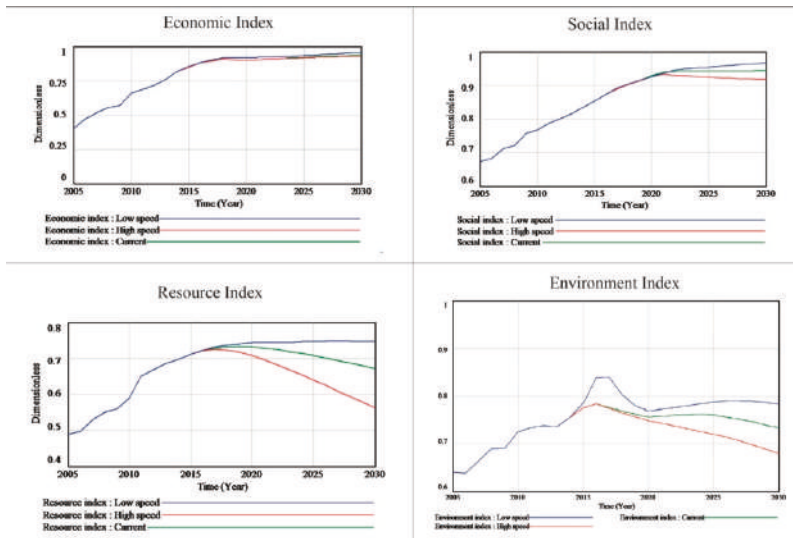 Economic Index
1
0.75
0.5
0.25
0
Dimensionless
2005 2010 2015 2020 2025 2030
Time (Year)
Economic index : Low speed
Economic index : High speed
Economic index : Current
Social Index
1
0.9
0.8
0.7
0.6
Dimensionless
2005 2010 2015 2020 2025 2030
Time (Year)
Social index : Low speed
Social index : High speed
Social index : Current
Resource Index
0.8
0.7
0.6
0.5
0.4
Dimensionless
2005 2010 2015 2020 2025 2030
Time (Year)
Resource index : Low speed
Resource index : High speed
Resource index : Current
Environment Index
1
0.9
0.8
0.7
0.6
2005 2010 2015 2020 2025 2030
Time (Year)
Environment index : Low speed Environment index : Current
Environment index : High speed